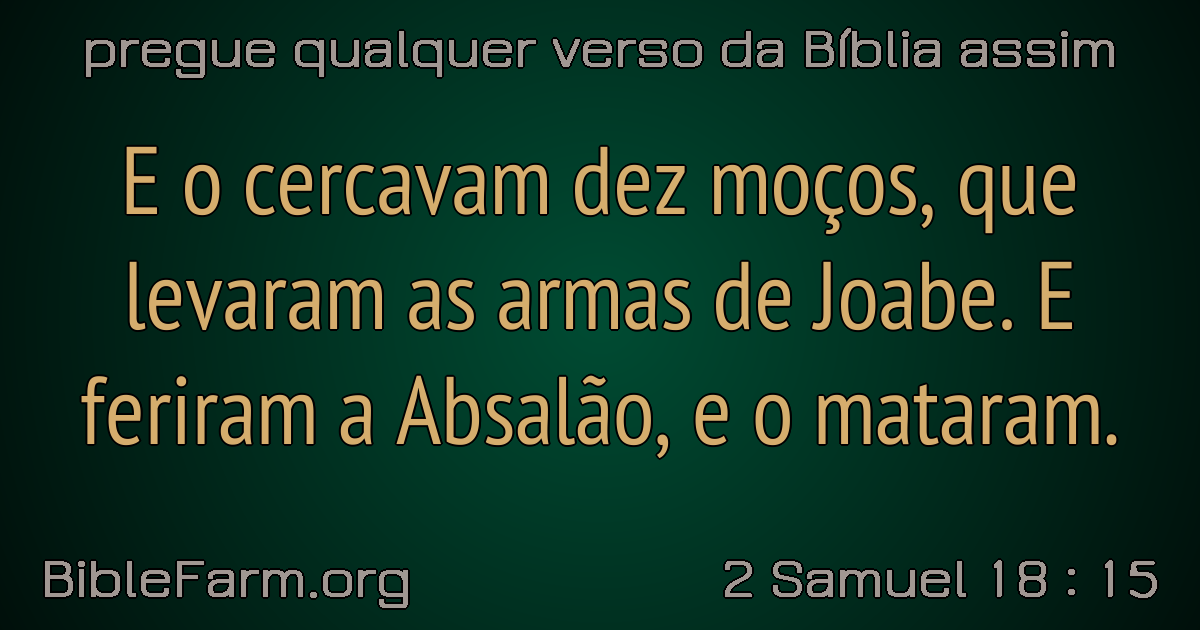 pregue qualquer verso da Bíblia assim
E o cercavam dez moços, que
levaram as armas de Joabe. E
feriram a Absalão, e o mataram.
BibleFarm.org
2 Samuel 18 : 15